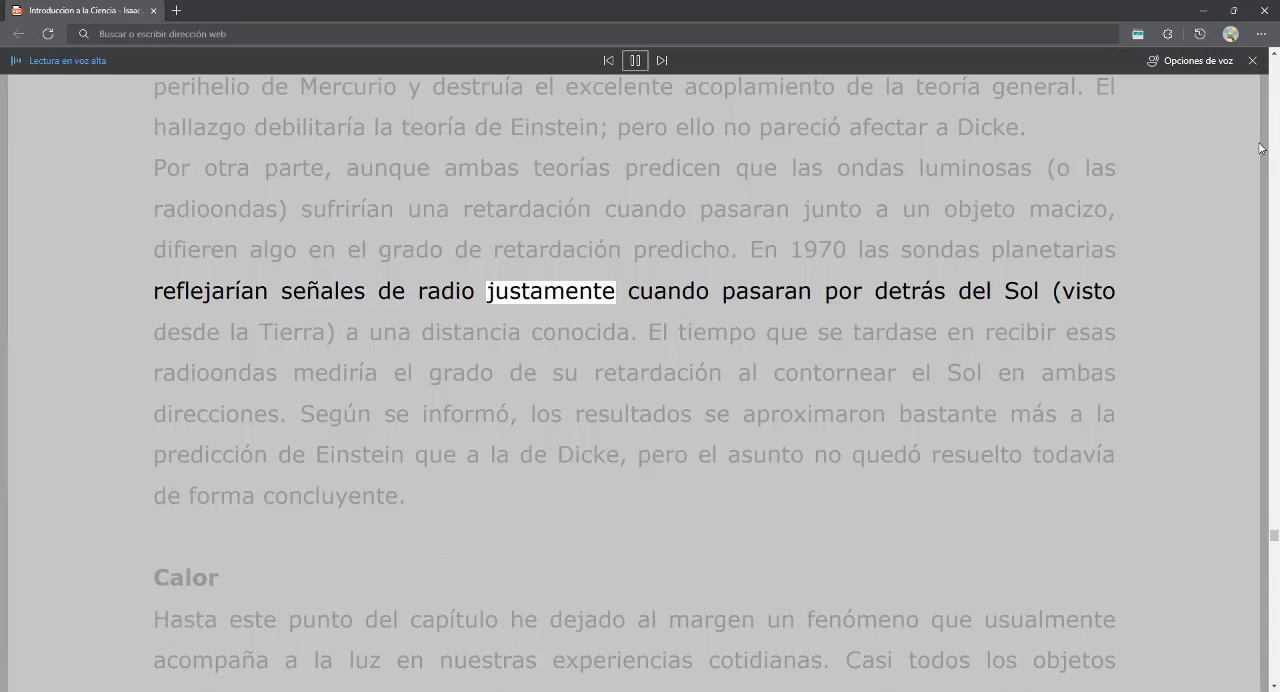 Introduccion a la Ciencia - Isaac
Buscar o escribir dirección web
Lectura en voz alta
Opciones de voz
perihelio de Mercurio y destruía el excelente acoplamiento de la teoría general. El
hallazgo debilitaría la teoría de Einstein; pero ello no pareció afectar a Dicke.
Por otra parte, aunque ambas teorías predicen que las ondas luminosas (o las
radioondas) sufrirían una retardación cuando pasaran junto a un objeto macizo,
difieren algo en el grado de retardación predicho. En 1970 las sondas planetarias
reflejarían señales de radio justamente cuando pasaran por detrás del Sol (visto
desde la Tierra) a una distancia conocida. El tiempo que se tardase en recibir esas
radioondas mediría el grado de su retardación al contornear el Sol en ambas
direcciones. Según se informó, los resultados se aproximaron bastante más a la
predicción de Einstein que a la de Dicke, pero el asunto no quedó resuelto todavía
de forma concluyente.
Calor
Hasta este punto del capítulo he dejado al margen un fenómeno que usualmente
acompaña a la luz en nuestras experiencias cotidianas. Casi todos los objetos